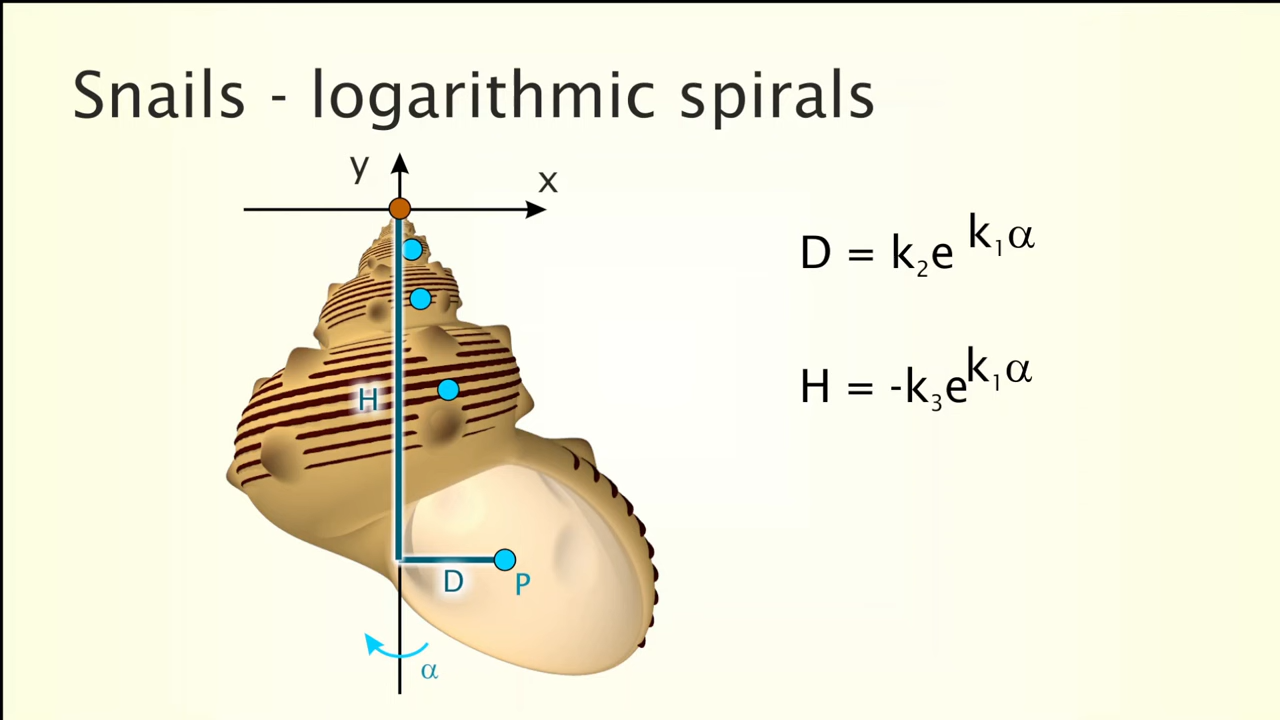 Snails - logarithmic spirals
y
x
D = k₂e ^k₁α
H = -k₃e^k₁α
H
D
P
α